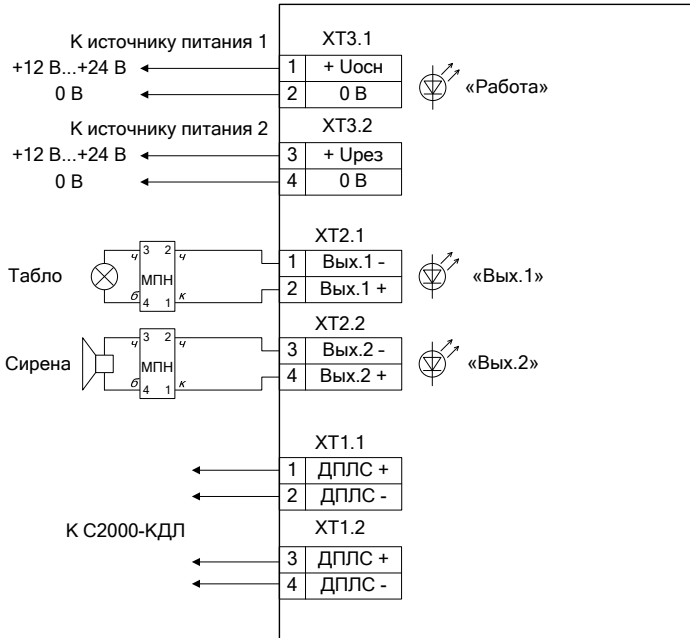 К источнику питания 1
XT3.1
+12 В...+24 В
1 + Uосн
0 В
2 0 В
«Работа»
К источнику питания 2
XT3.2
+12 В...+24 В
3 + Uрез
0 В
4 0 В
XT2.1
Табло
3 2
ч ч
МПН
б к
4 1
1 Вых.1 -
2 Вых.1 +
«Вых.1»
XT2.2
Сирена
3 2
ч ч
МПН
б к
4 1
3 Вых.2 -
4 Вых.2 +
«Вых.2»
XT1.1
1 ДПЛС +
2 ДПЛС -
К С2000-КДЛ
XT1.2
3 ДПЛС +
4 ДПЛС -